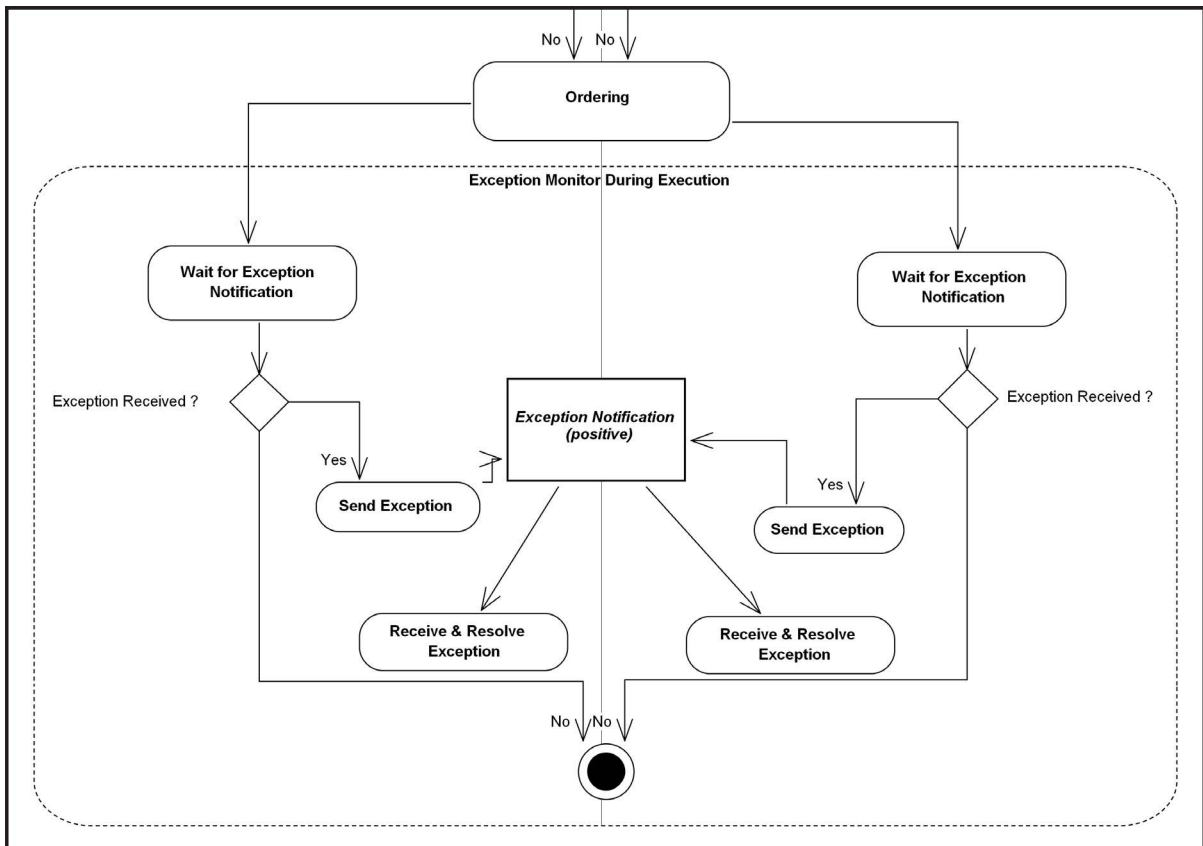 No No
Ordering
Exception Monitor During Execution
Wait for Exception
Notification
Wait for Exception
Notification
Exception Received ?
Exception Notification
(positive)
Exception Received ?
Yes
Send Exception
Yes
Send Exception
Receive & Resolve
Exception
Receive & Resolve
Exception
No No